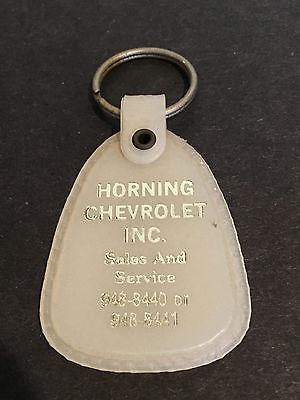 HORNING
CHEVROLET
INC.
Sales And
Service
948-8440 or
948-8441